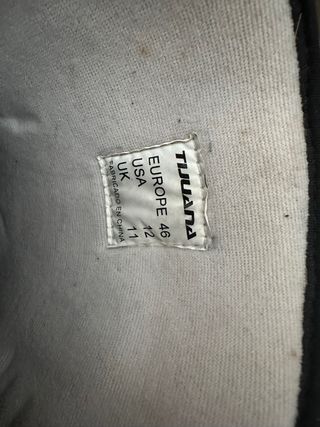 TIJUANA
EUROPE 46
USA 12
UK 11
FABRICADO EN CHINA